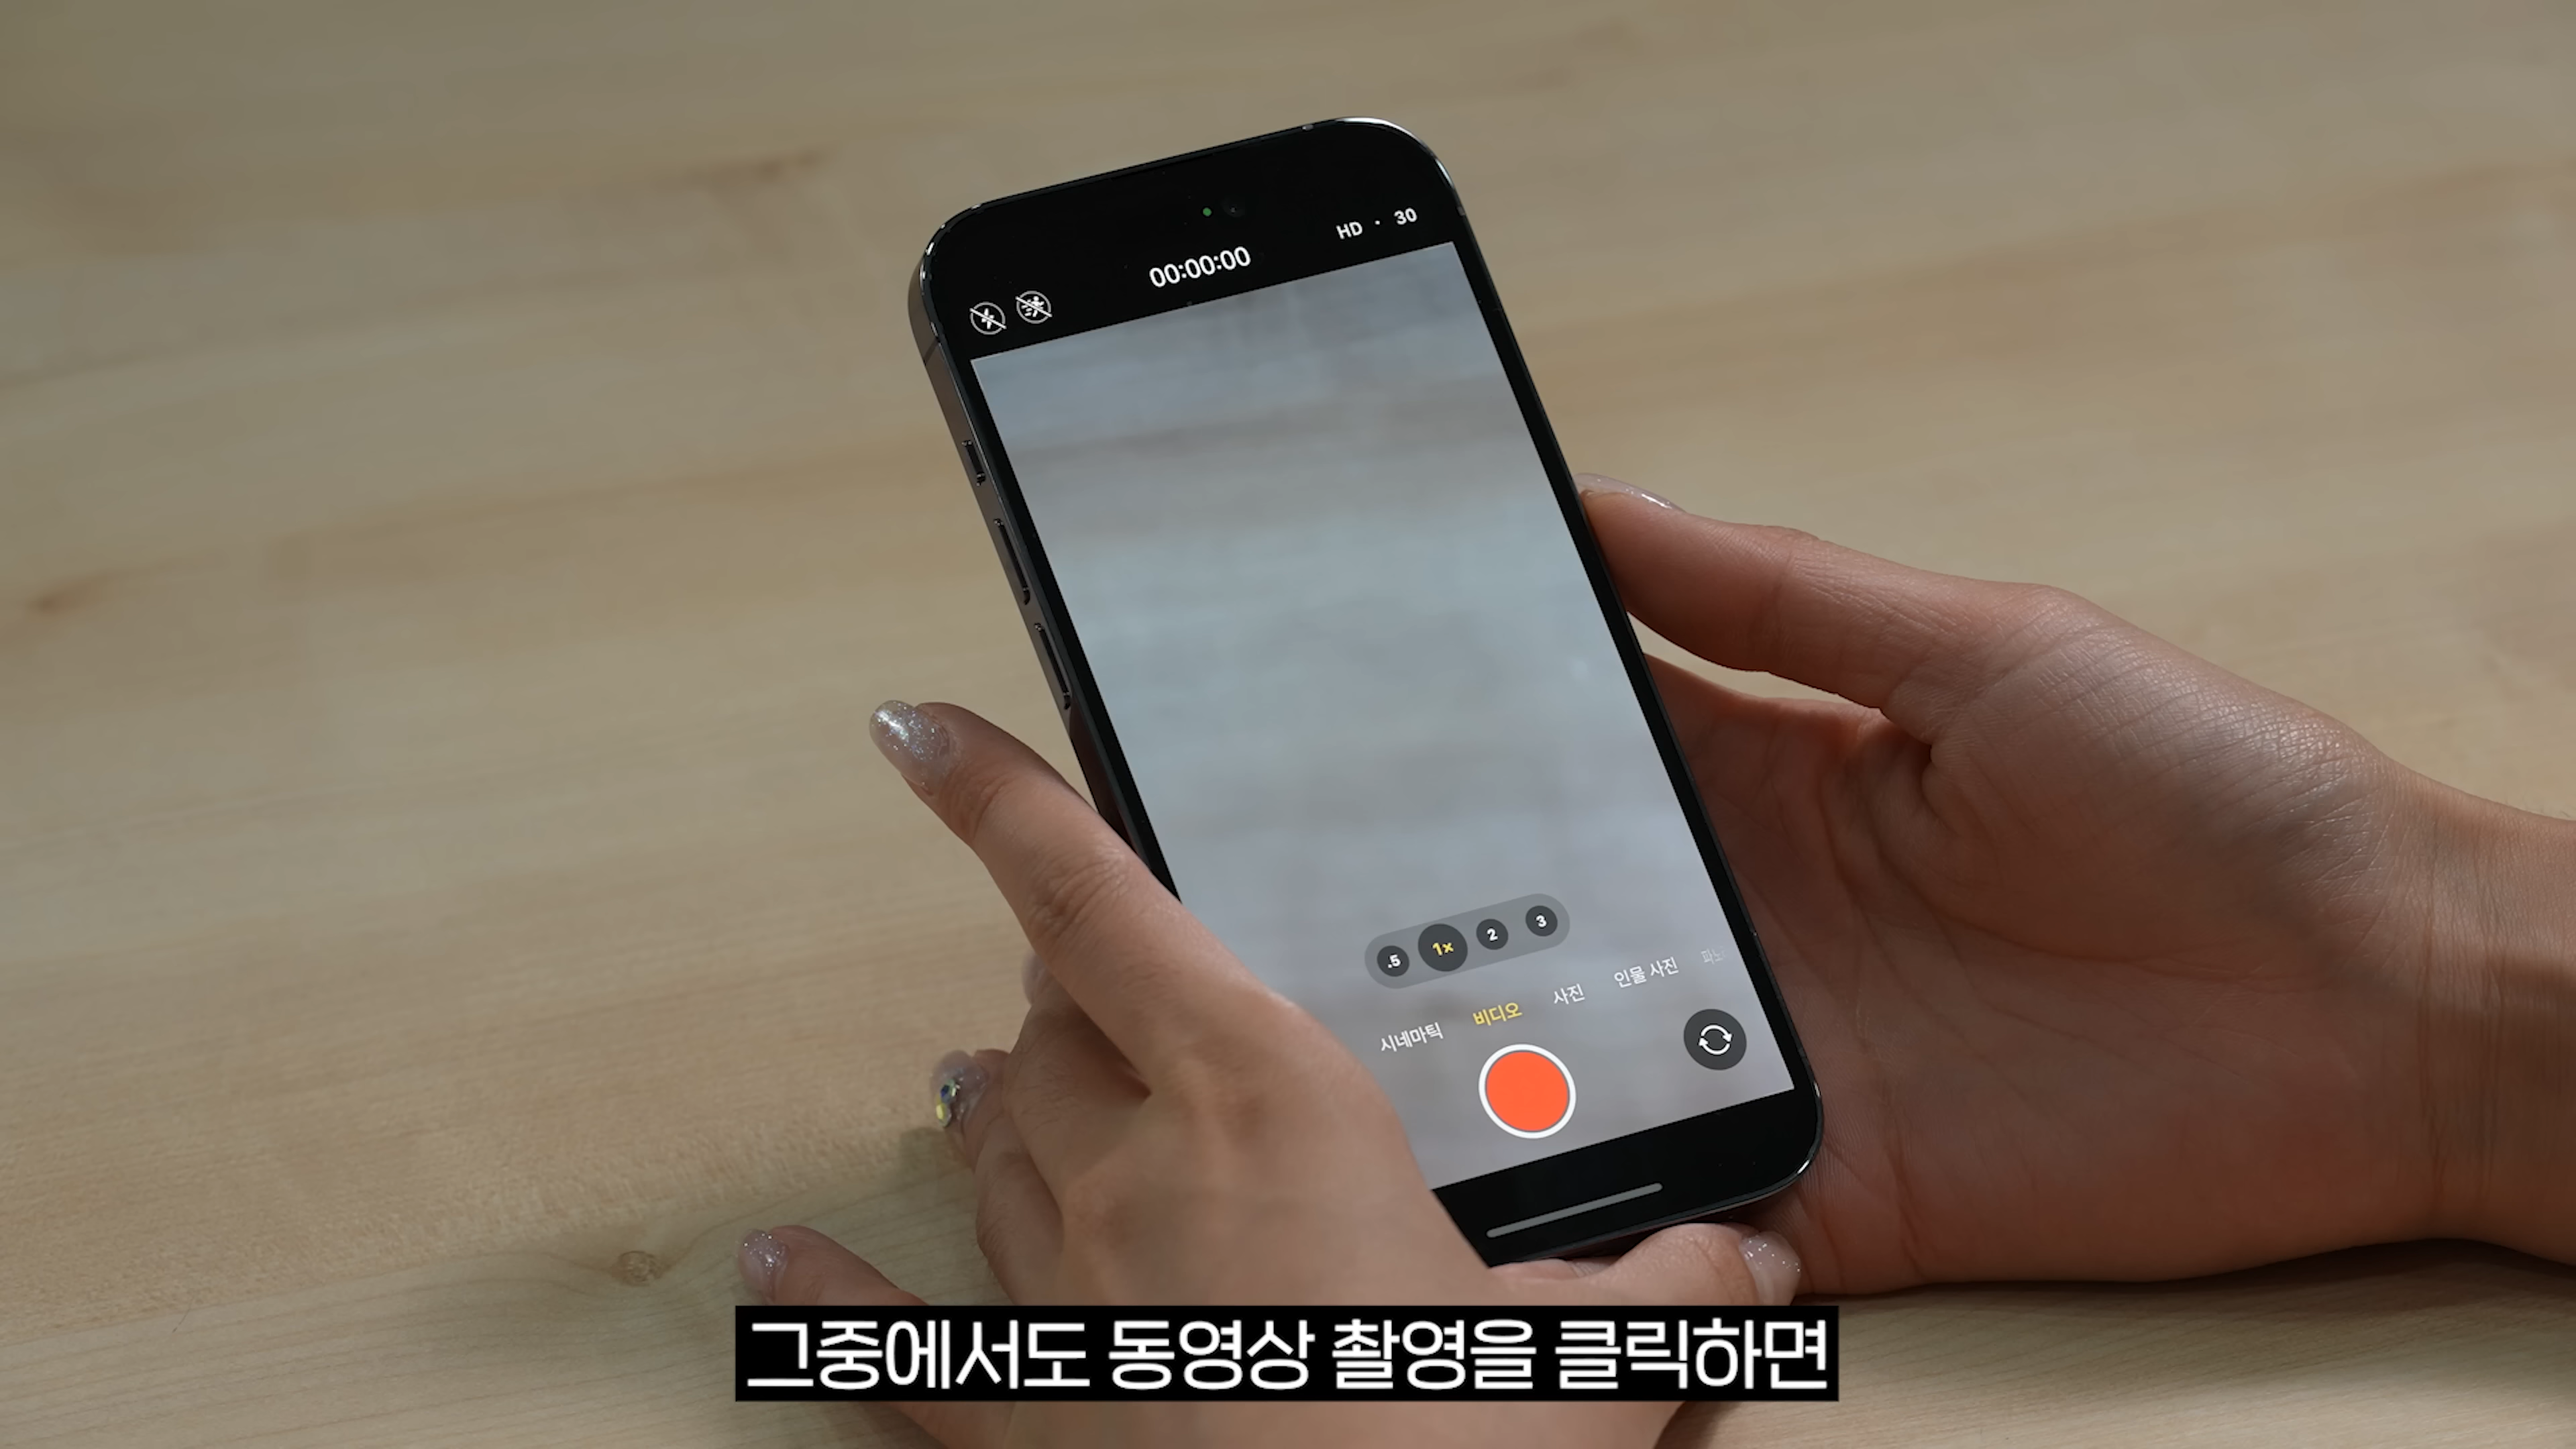 HD · 30
00:00:00
.5 1x 2 3
시네마틱 비디오 사진 인물 사진
그중에서도 동영상 촬영을 클릭하면